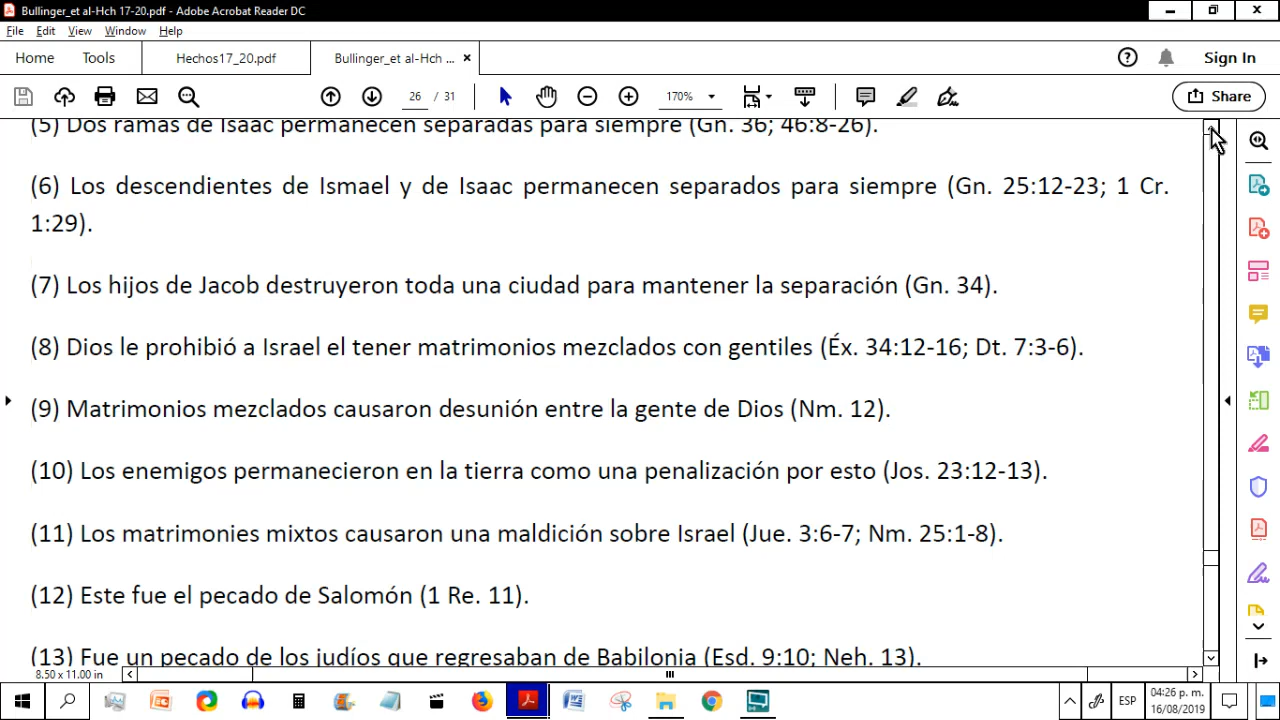 Bullinger_et al-Hch 17-20.pdf - Adobe Acrobat Reader DC
File Edit View Window Help
Home Tools Hechos17_20.pdf Bullinger_et al-Hch ... × Sign In
26 / 31 170% Share
(5) Dos ramas de Isaac permanecen separadas para siempre (Gn. 36; 46:8-26).
(6) Los descendientes de Ismael y de Isaac permanecen separados para siempre (Gn. 25:12-23; 1 Cr.
1:29).
(7) Los hijos de Jacob destruyeron toda una ciudad para mantener la separación (Gn. 34).
(8) Dios le prohibió a Israel el tener matrimonios mezclados con gentiles (Éx. 34:12-16; Dt. 7:3-6).
(9) Matrimonios mezclados causaron desunión entre la gente de Dios (Nm. 12).
(10) Los enemigos permanecieron en la tierra como una penalización por esto (Jos. 23:12-13).
(11) Los matrimonies mixtos causaron una maldición sobre Israel (Jue. 3:6-7; Nm. 25:1-8).
(12) Este fue el pecado de Salomón (1 Re. 11).
(13) Fue un pecado de los judíos que regresaban de Babilonia (Esd. 9:10; Neh. 13).
8.50 x 11.00 in
ESP 04:26 p. m.
16/08/2019